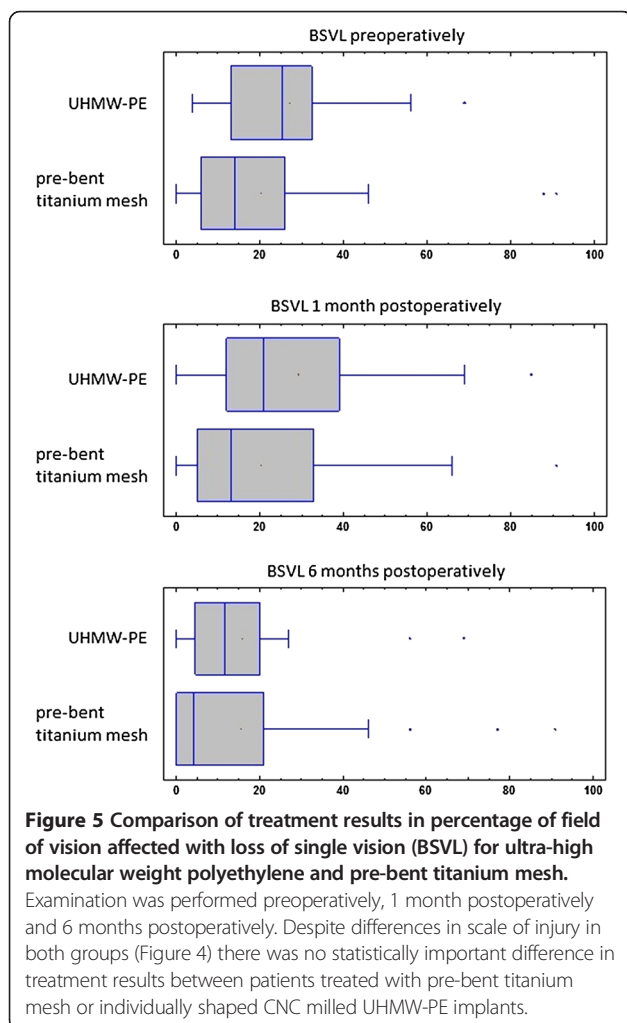 BSVL preoperatively
UHMW-PE
pre-bent
titanium mesh
0 20 40 60 80 100
BSVL 1 month postoperatively
UHMW-PE
pre-bent
titanium mesh
0 20 40 60 80 100
BSVL 6 months postoperatively
UHMW-PE
pre-bent
titanium mesh
0 20 40 60 80 100
Figure 5 Comparison of treatment results in percentage of field
of vision affected with loss of single vision (BSVL) for ultra-high
molecular weight polyethylene and pre-bent titanium mesh.
Examination was performed preoperatively, 1 month postoperatively
and 6 months postoperatively. Despite differences in scale of injury in
both groups (Figure 4) there was no statistically important difference in
treatment results between patients treated with pre-bent titanium
mesh or individually shaped CNC milled UHMW-PE implants.